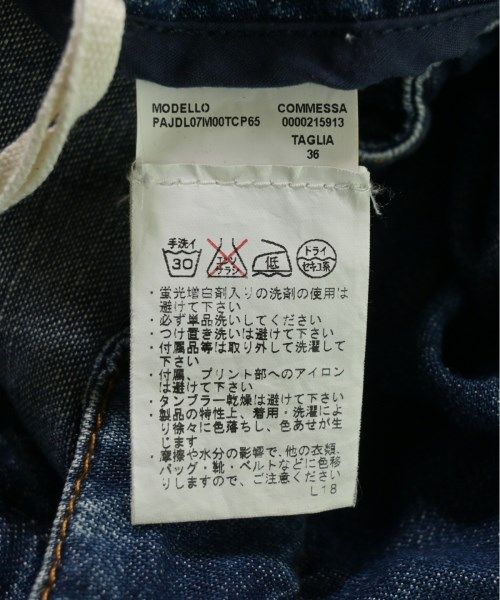 MODELLO COMMESSA
PAJDL07M00TCP65 0000215913
TAGLIA
36
手洗イ
30
エンソ
サラシ
低
ドライ
セキユ系
・蛍光増白剤入りの洗剤の使用は
避けて下さい
・必ず単品洗いしてください
・つけ置き洗いは避けて下さい
・付属品等は取り外して洗濯して
下さい
・付属、プリント部へのアイロン
は避けて下さい
・タンブラー乾燥は避けて下さい
・製品の特性上、着用・洗濯によ
り徐々に色落ちし、色あせが生
じます
・摩擦や水分の影響で、他の衣類、
バッグ・靴・ベルトなどに色移
りしますので、ご注意ください
L18